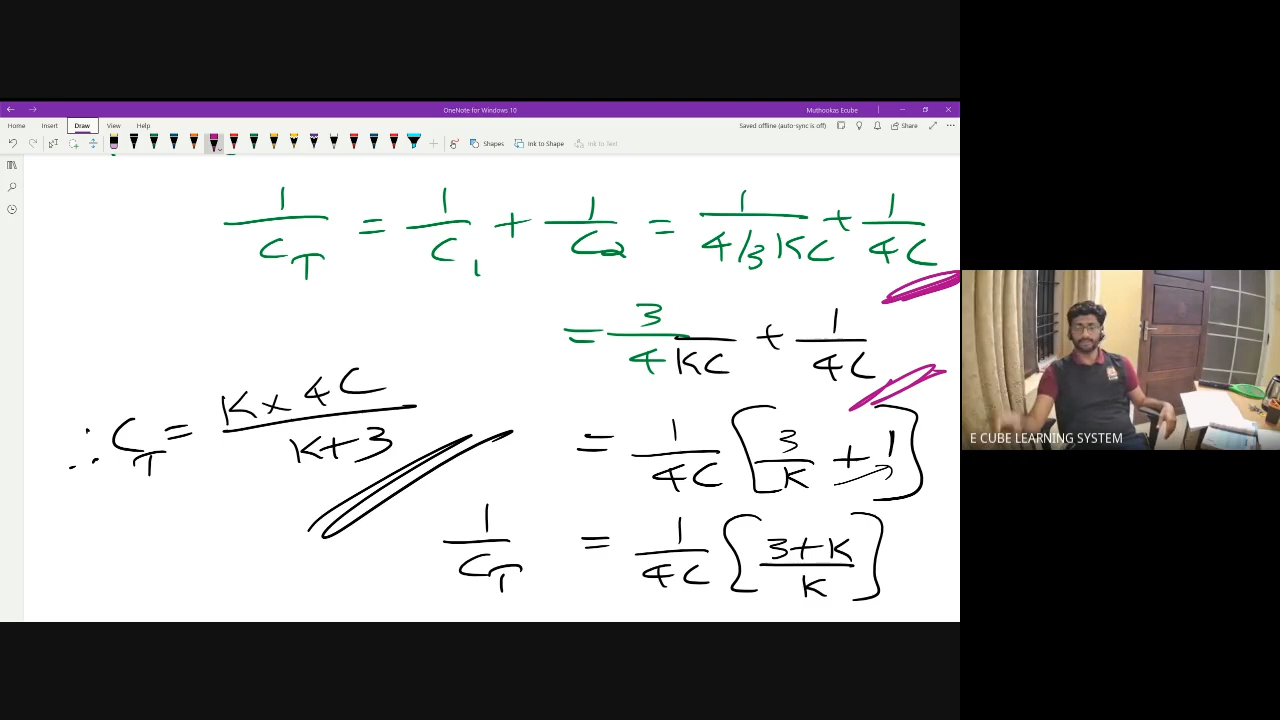 OneNote for Windows 10
Muthookas Ecube
Home Insert Draw View Help
Saved offline (auto-sync is off)
Share
Shapes
Ink to Shape
Ink to Text
1/C_T = 1/C_1 + 1/C_2 = 1/(4/3 KC) + 1/4C
= 3/4KC + 1/4C
= 1/4C [3/K + 1]
∴ C_T = K×4C/K+3
1/C_T = 1/4C [3+K/K]
E CUBE LEARNING SYSTEM